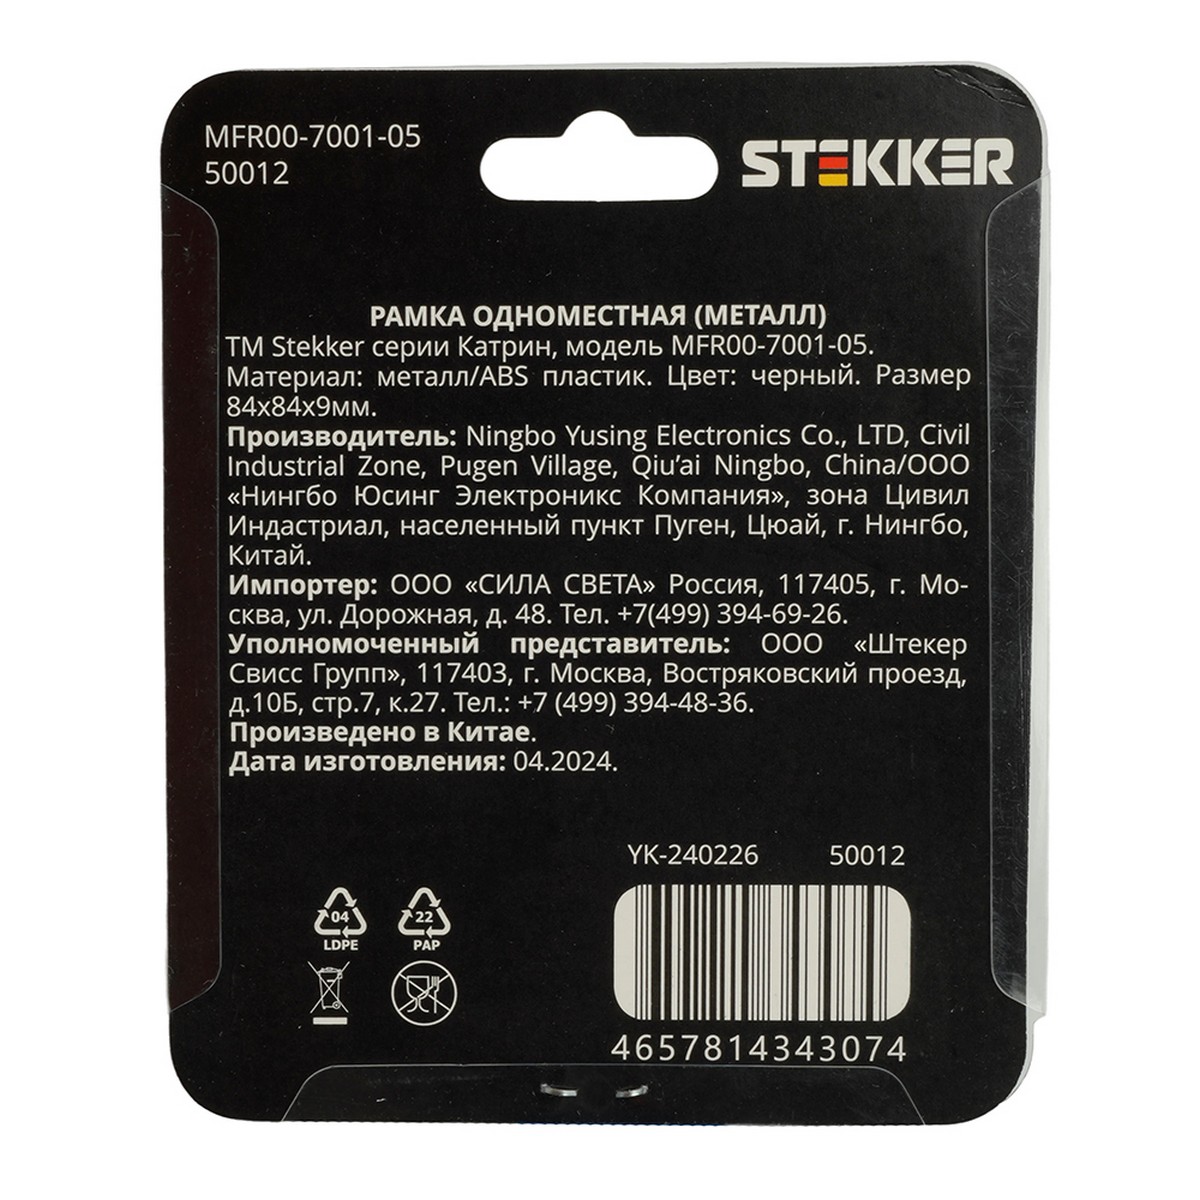 MFR00-7001-05
50012
STEKKER
РАМКА ОДНОМЕСТНАЯ (МЕТАЛЛ)
ТМ Stekker серии Катрин, модель MFR00-7001-05.
Материал: металл/ABS пластик. Цвет: черный. Размер
84х84х9мм.
Производитель: Ningbo Yusing Electronics Co., LTD, Civil
Industrial Zone, Pugen Village, Qiu’ai Ningbo, China/ООО
«Нингбо Юсинг Электроникс Компания», зона Цивил
Индастриал, населенный пункт Пуген, Цюай, г. Нингбо,
Китай.
Импортер: ООО «СИЛА СВЕТА» Россия, 117405, г. Мо-
сква, ул. Дорожная, д. 48. Тел. +7(499) 394-69-26.
Уполномоченный представитель: ООО «Штекер
Свисс Групп», 117403, г. Москва, Востряковский проезд,
д.10Б, стр.7, к.27. Тел.: +7 (499) 394-48-36.
Произведено в Китае.
Дата изготовления: 04.2024.
YK-240226 50012
04 22
LDPE PAP
4657814343074